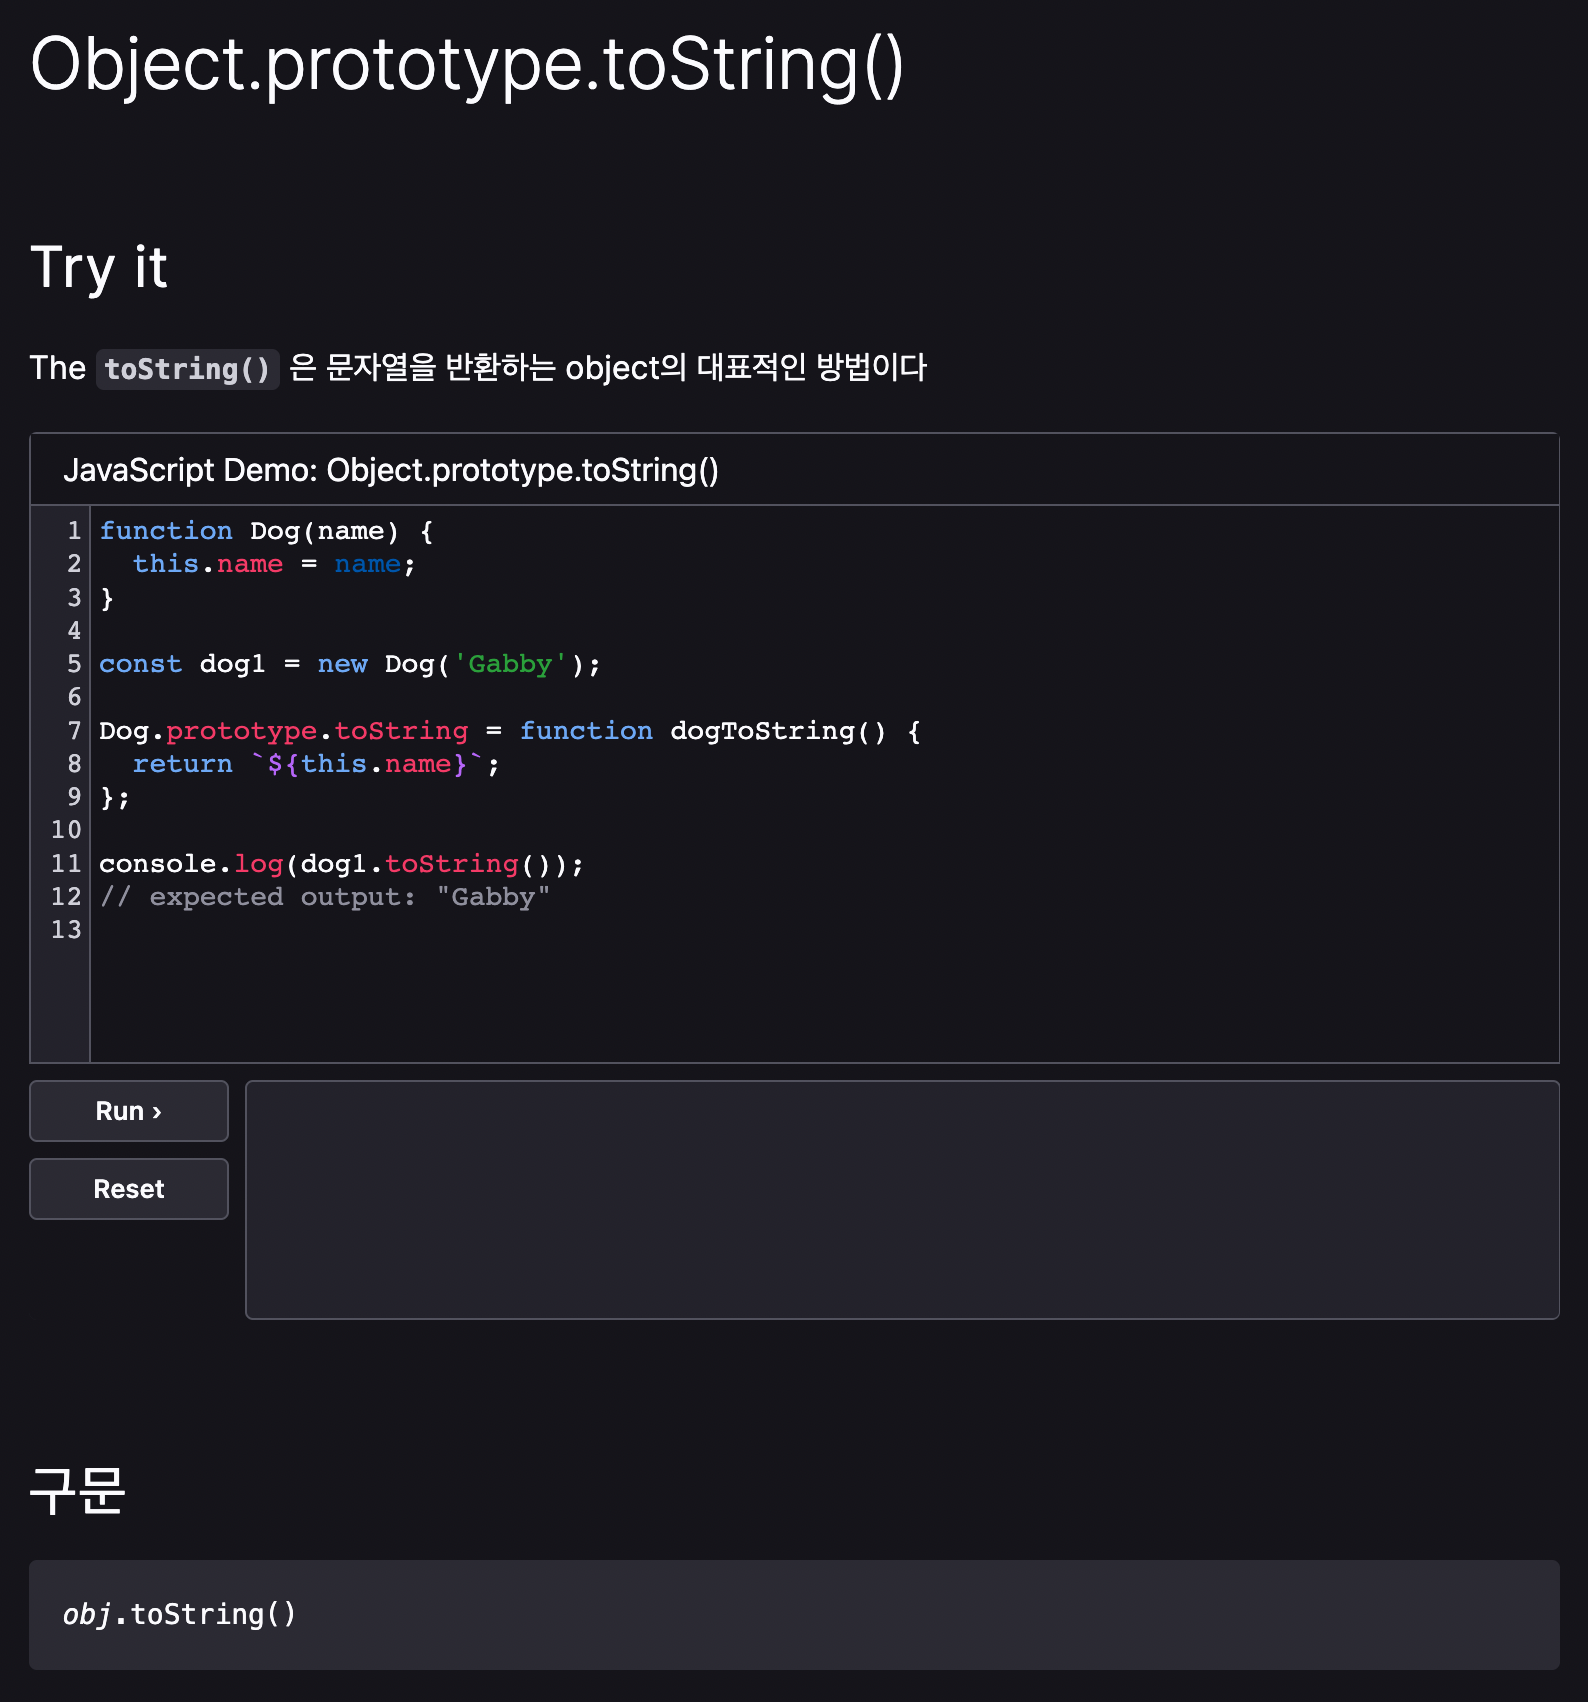 Object.prototype.toString()
Try it
The toString() 은 문자열을 반환하는 object의 대표적인 방법이다
JavaScript Demo: Object.prototype.toString()
1 function Dog(name) {
2   this.name = name;
3 }
4
5 const dog1 = new Dog('Gabby');
6
7 Dog.prototype.toString = function dogToString() {
8   return `${this.name}`;
9 };
10
11 console.log(dog1.toString());
12 // expected output: "Gabby"
13
Run ›
Reset
구문
obj.toString()